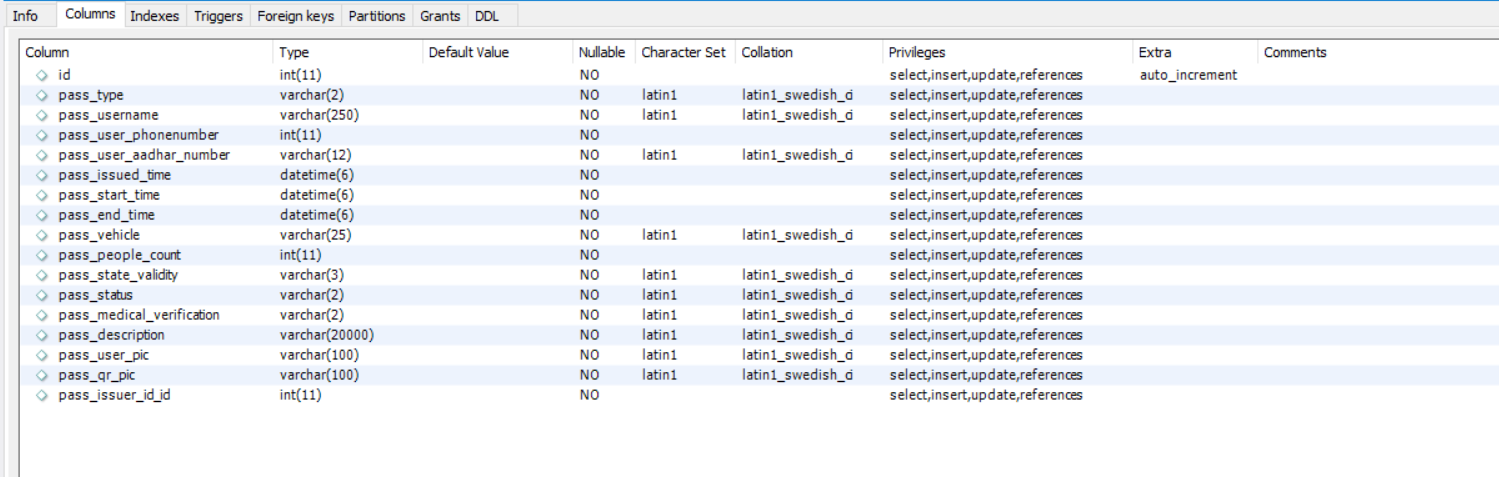 Info Columns Indexes Triggers Foreign keys Partitions Grants DDL
Column Type Default Value Nullable Character Set Collation Privileges Extra Comments
id int(11) NO select,insert,update,references auto_increment
pass_type varchar(2) NO latin1 latin1_swedish_ci select,insert,update,references
pass_username varchar(250) NO latin1 latin1_swedish_ci select,insert,update,references
pass_user_phonenumber int(11) NO select,insert,update,references
pass_user_aadhar_number varchar(12) NO latin1 latin1_swedish_ci select,insert,update,references
pass_issued_time datetime(6) NO select,insert,update,references
pass_start_time datetime(6) NO select,insert,update,references
pass_end_time datetime(6) NO select,insert,update,references
pass_vehicle varchar(25) NO latin1 latin1_swedish_ci select,insert,update,references
pass_people_count int(11) NO select,insert,update,references
pass_state_validity varchar(3) NO latin1 latin1_swedish_ci select,insert,update,references
pass_status varchar(2) NO latin1 latin1_swedish_ci select,insert,update,references
pass_medical_verification varchar(2) NO latin1 latin1_swedish_ci select,insert,update,references
pass_description varchar(20000) NO latin1 latin1_swedish_ci select,insert,update,references
pass_user_pic varchar(100) NO latin1 latin1_swedish_ci select,insert,update,references
pass_qr_pic varchar(100) NO latin1 latin1_swedish_ci select,insert,update,references
pass_issuer_id_id int(11) NO select,insert,update,references